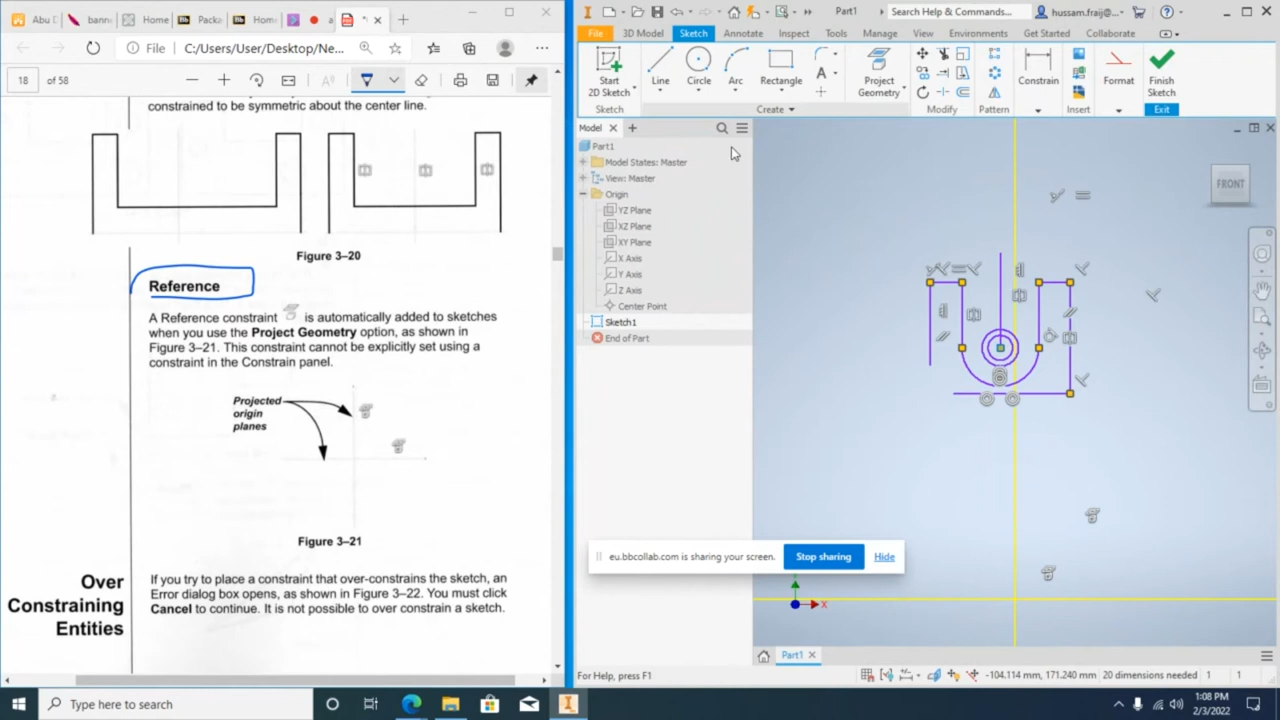 Abu D
banne
Home
Packa
Home
Part1
Search Help & Commands...
hussam.fraij@...
File
C:/Users/User/Desktop/Ne...
File
3D Model
Sketch
Annotate
Inspect
Tools
Manage
View
Environments
Get Started
Collaborate
18
of 58
Start
2D Sketch
Line
Circle
Arc
Rectangle
Project
Geometry
Constrain
Format
Finish
Sketch
Sketch
Create
Modify
Pattern
Insert
Exit
constrained to be symmetric about the center line.
Figure 3–20
Reference
A Reference constraint is automatically added to sketches
when you use the Project Geometry option, as shown in
Figure 3–21. This constraint cannot be explicitly set using a
constraint in the Constrain panel.
Projected
origin
planes
Figure 3–21
Over
Constraining
Entities
If you try to place a constraint that over-constrains the sketch, an
Error dialog box opens, as shown in Figure 3–22. You must click
Cancel to continue. It is not possible to over constrain a sketch.
Model
Part1
Model States: Master
View: Master
Origin
YZ Plane
XZ Plane
XY Plane
X Axis
Y Axis
Z Axis
Center Point
Sketch1
End of Part
FRONT
eu.bbcollab.com is sharing your screen.
Stop sharing
Hide
X
Part1
For Help, press F1
-104.114 mm, 171.240 mm
20 dimensions needed
1
1
Type here to search
1:08 PM
2/3/2022